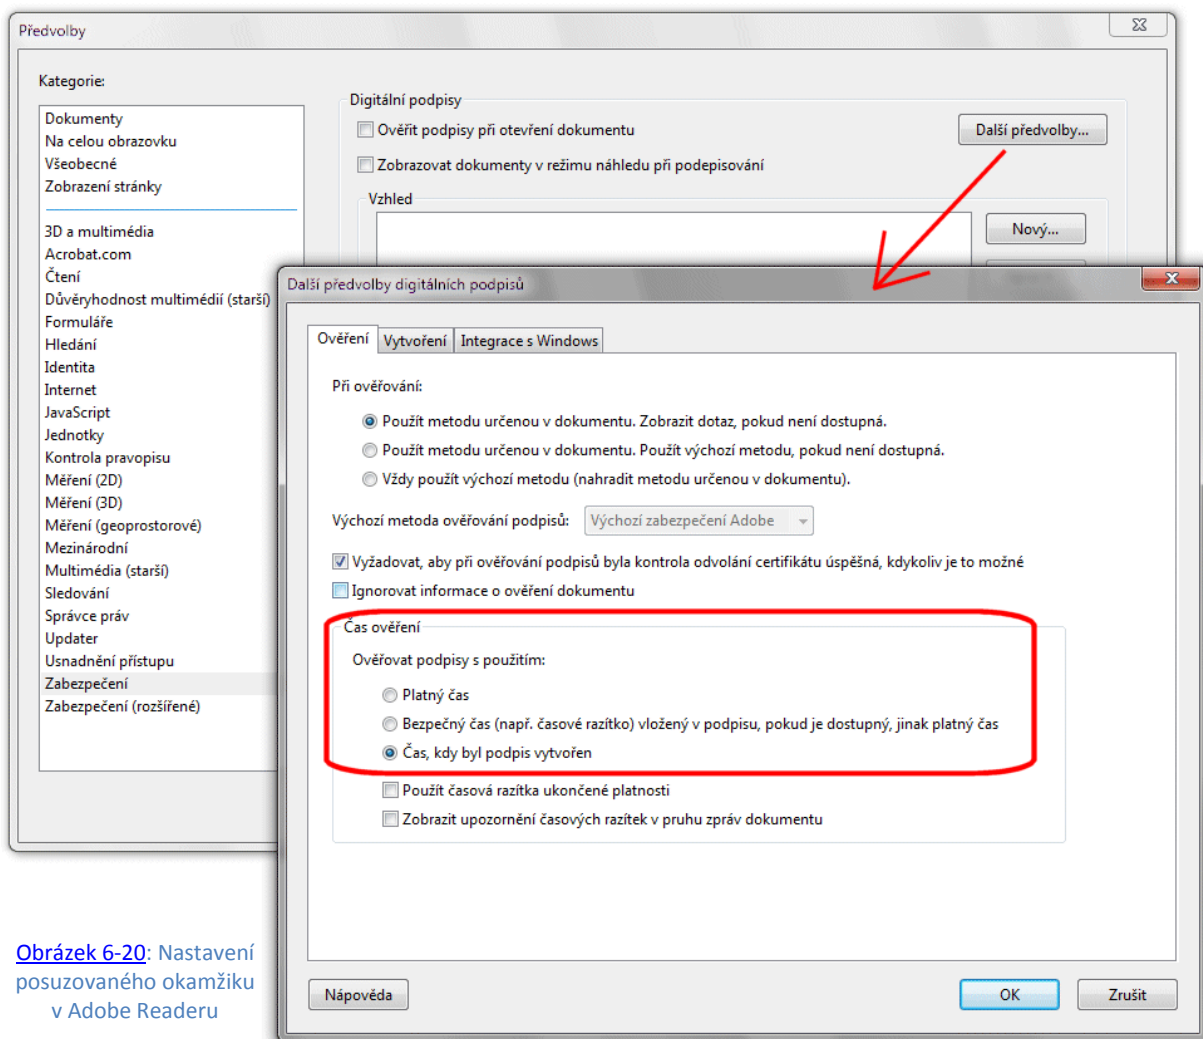 Předvolby
Kategorie:
Dokumenty
Na celou obrazovku
Všeobecné
Zobrazení stránky
3D a multimédia
Acrobat.com
Čtení
Důvěryhodnost multimédií (starší)
Formuláře
Hledání
Identita
Internet
JavaScript
Jednotky
Kontrola pravopisu
Měření (2D)
Měření (3D)
Měření (geoprostorové)
Mezinárodní
Multimédia (starší)
Sledování
Správce práv
Updater
Usnadnění přístupu
Zabezpečení
Zabezpečení (rozšířené)
Digitální podpisy
Ověřit podpisy při otevření dokumentu
Další předvolby...
Zobrazovat dokumenty v režimu náhledu při podepisování
Vzhled
Nový...
Další předvolby digitálních podpisů
Ověření Vytvoření Integrace s Windows
Při ověřování:
Použít metodu určenou v dokumentu. Zobrazit dotaz, pokud není dostupná.
Použít metodu určenou v dokumentu. Použít výchozí metodu, pokud není dostupná.
Vždy použít výchozí metodu (nahradit metodu určenou v dokumentu).
Výchozí metoda ověřování podpisů: Výchozí zabezpečení Adobe
Vyžadovat, aby při ověřování podpisů byla kontrola odvolání certifikátu úspěšná, kdykoliv je to možné
Ignorovat informace o ověření dokumentu
Čas ověření
Ověřovat podpisy s použitím:
Platný čas
Bezpečný čas (např. časové razítko) vložený v podpisu, pokud je dostupný, jinak platný čas
Čas, kdy byl podpis vytvořen
Použít časová razítka ukončené platnosti
Zobrazit upozornění časových razítek v pruhu zpráv dokumentu
Nápověda OK Zrušit
Obrázek 6-20: Nastavení
posuzovaného okamžiku
v Adobe Readeru